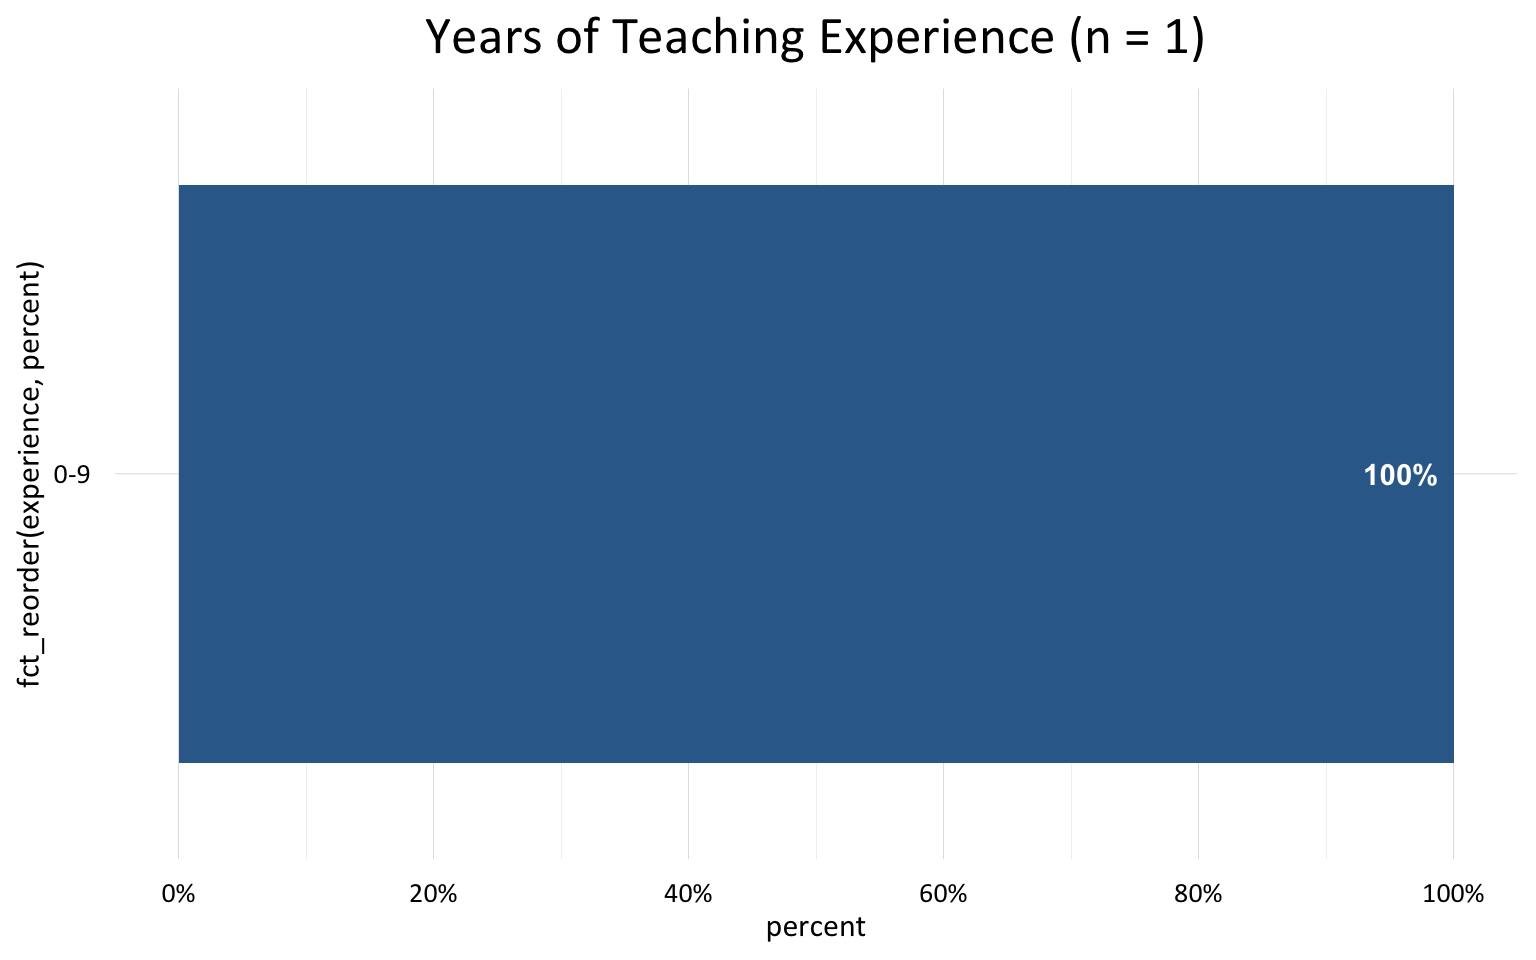 Years of Teaching Experience (n = 1)
fct_reorder(experience, percent)
0-9
100%
0%
20%
40%
60%
80%
100%
percent